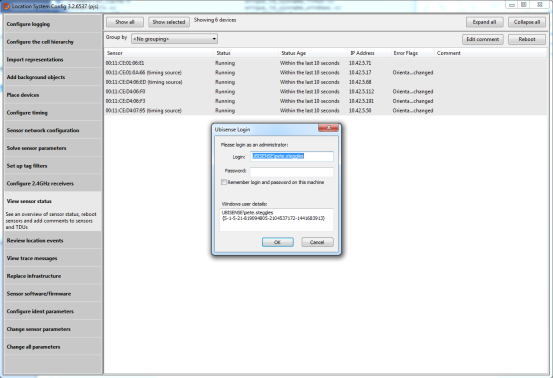 Location System Config 3.2.6537 (pjs)
Configure logging
Configure the cell hierarchy
Import representations
Add background objects
Place devices
Configure timing
Sensor network configuration
Solve sensor parameters
Set up tag filters
Configure 2.4GHz receivers
View sensor status
See an overview of sensor status, reboot
sensors and add comments to sensors
and TDUs
Review location events
View trace messages
Replace infrastructure
Sensor software/firmware
Configure ident parameters
Change sensor parameters
Change all parameters
Show all Show selected Showing 6 devices Expand all Collapse all
Group by <No grouping> Edit comment Reboot
Sensor Status Status Age IP Address Error Flags Comment
00:11:CE:01:06:E1 Running Within the last 10 seconds 10.42.5.71
00:11:CE:01:0A:66 (timing source) Running Within the last 10 seconds 10.42.5.17 Orienta...changed
00:11:CE:D4:06:ED (timing source) Running Within the last 10 seconds 10.42.5.68
00:11:CE:D4:06:F0 Running Within the last 10 seconds 10.42.5.112 Orienta...changed
00:11:CE:D4:06:F3 Running Within the last 10 seconds 10.42.5.191 Orienta...changed
00:11:CE:D4:07:95 (timing source) Running Within the last 10 seconds 10.42.5.50 Orienta...changed
Ubisense Login
Please login as an administrator:
Login: UBISENSE\pete.steggles
Password:
Remember login and password on this machine
Windows user details:
UBISENSE\pete.steggles
{S-1-5-21-819094805-2104537172-1441683913}
OK Cancel